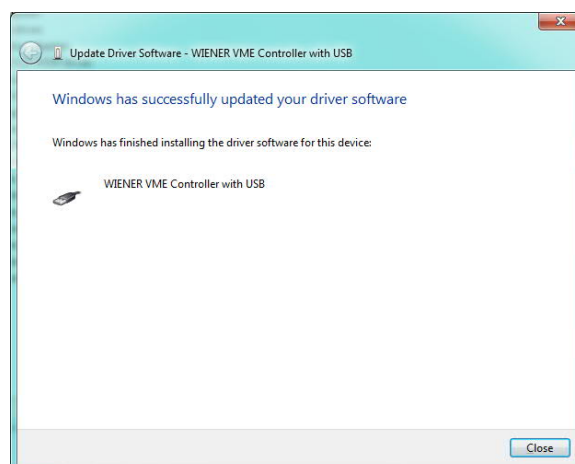 Update Driver Software - WIENER VME Controller with USB
Windows has successfully updated your driver software
Windows has finished installing the driver software for this device:
WIENER VME Controller with USB
Close